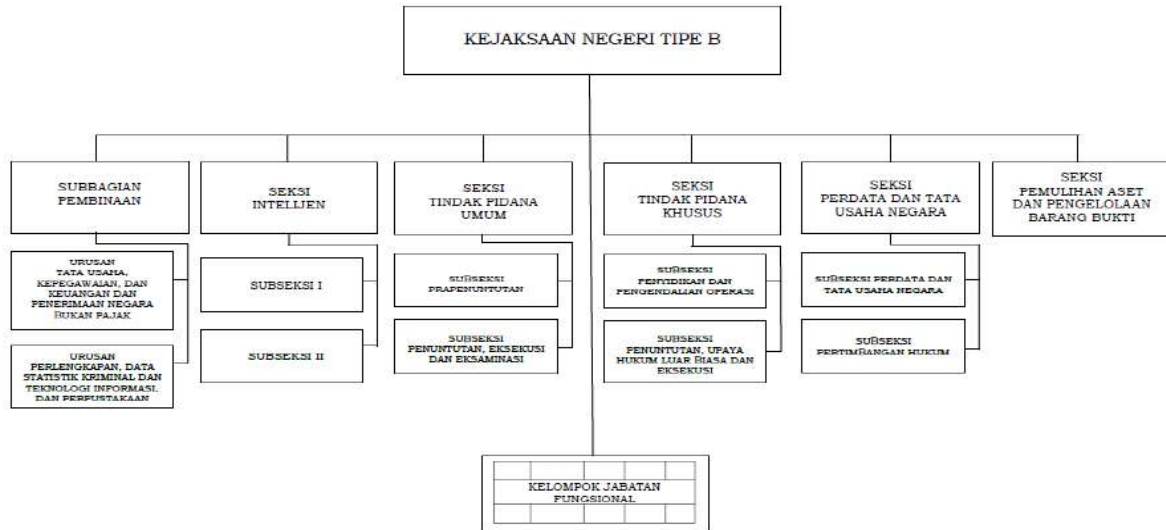 KEJAKSAAN NEGERI TIPE B
SUBBAGIAN
PEMBINAAN
SEKSI
INTELIJEN
SEKSI
TINDAK PIDANA
UMUM
SEKSI
TINDAK PIDANA
KHUSUS
SEKSI
PERDATA DAN TATA
USAHA NEGARA
SEKSI
PEMULIHAN ASET
DAN PENGELOLAAN
BARANG BUKTI
URUSAN
TATA USAHA,
KEPEGAWAIAN, DAN
KEUANGAN DAN
PENERIMAAN NEGARA
BUKAN PAJAK
SUBSEKSI I
SUBSEKSI
PRAPENUNTUTAN
SUBSEKSI
PENYIDIKAN DAN
PENGENDALIAN OPERASI
SUBSEKSI PERDATA DAN
TATA USAHA NEGARA
URUSAN
PERLENGKAPAN, DATA
STATISTIK KRIMINAL DAN
TEKNOLOGI INFORMASI,
DAN PERPUSTAKAAN
SUBSEKSI II
SUBSEKSI
PENUNTUTAN, EKSEKUSI
DAN EKSAMINASI
SUBSEKSI
PENUNTUTAN, UPAYA
HUKUM LUAR BIASA DAN
EKSEKUSI
SUBSEKSI
PERTIMBANGAN HUKUM
KELOMPOK JABATAN
FUNGSIONAL